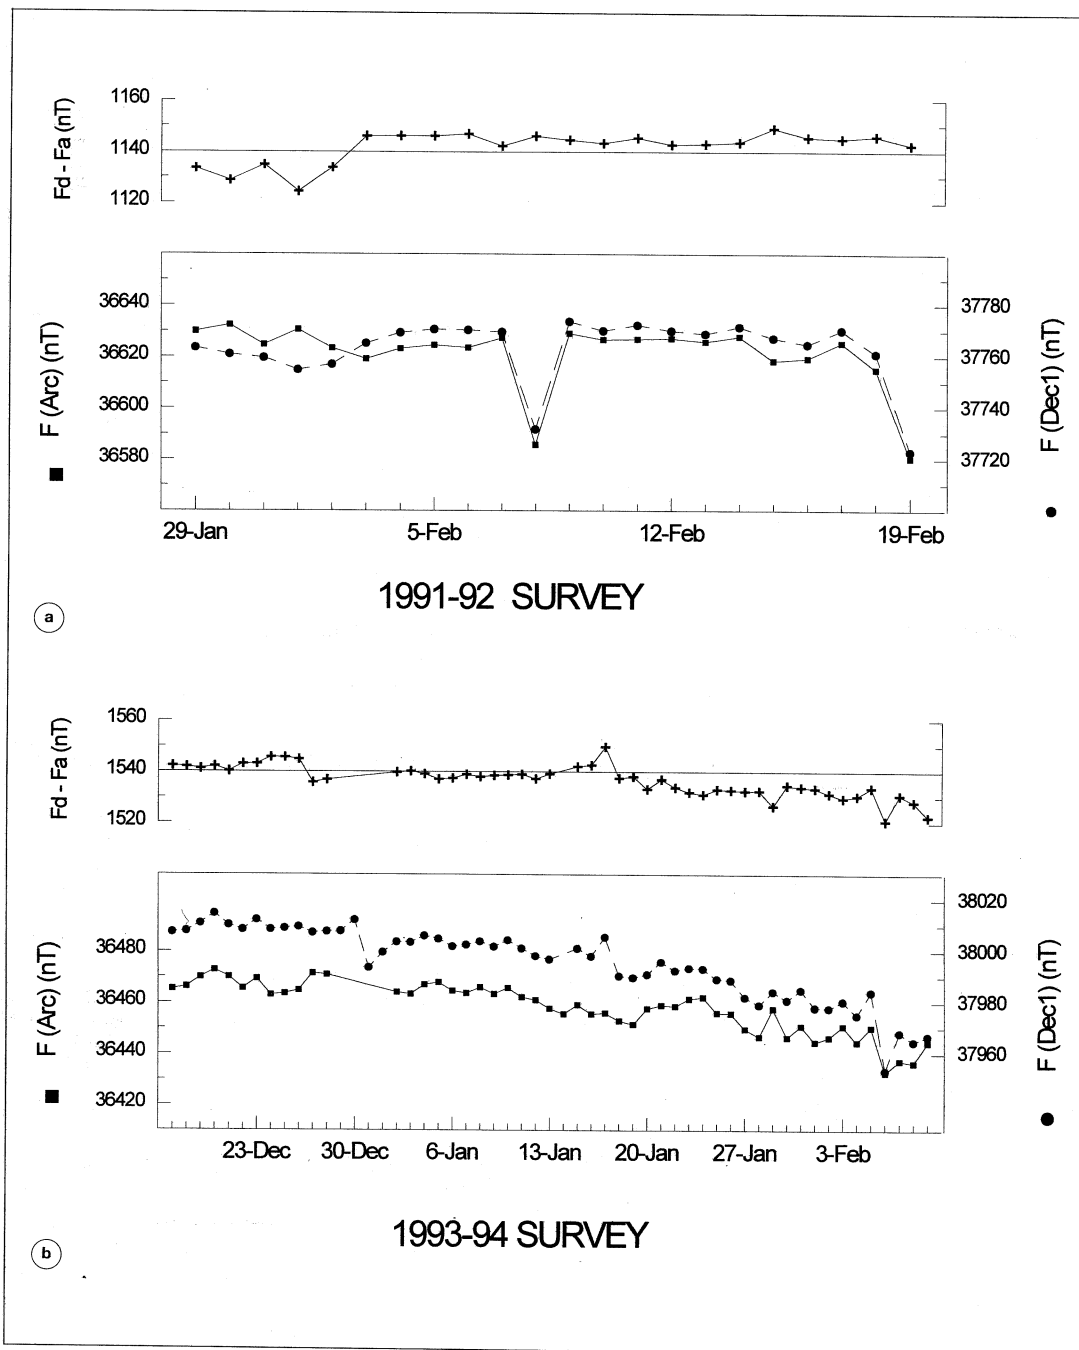 Fd - Fa (nT)
1160
1140
1120
F (Arc) (nT)
36640
36620
36600
36580
37780
37760
37740
37720
F (Dec1) (nT)
29-Jan 5-Feb 12-Feb 19-Feb
1991-92 SURVEY
a
Fd - Fa (nT)
1560
1540
1520
F (Arc) (nT)
36480
36460
36440
36420
38020
38000
37980
37960
F (Dec1) (nT)
23-Dec 30-Dec 6-Jan 13-Jan 20-Jan 27-Jan 3-Feb
1993-94 SURVEY
b